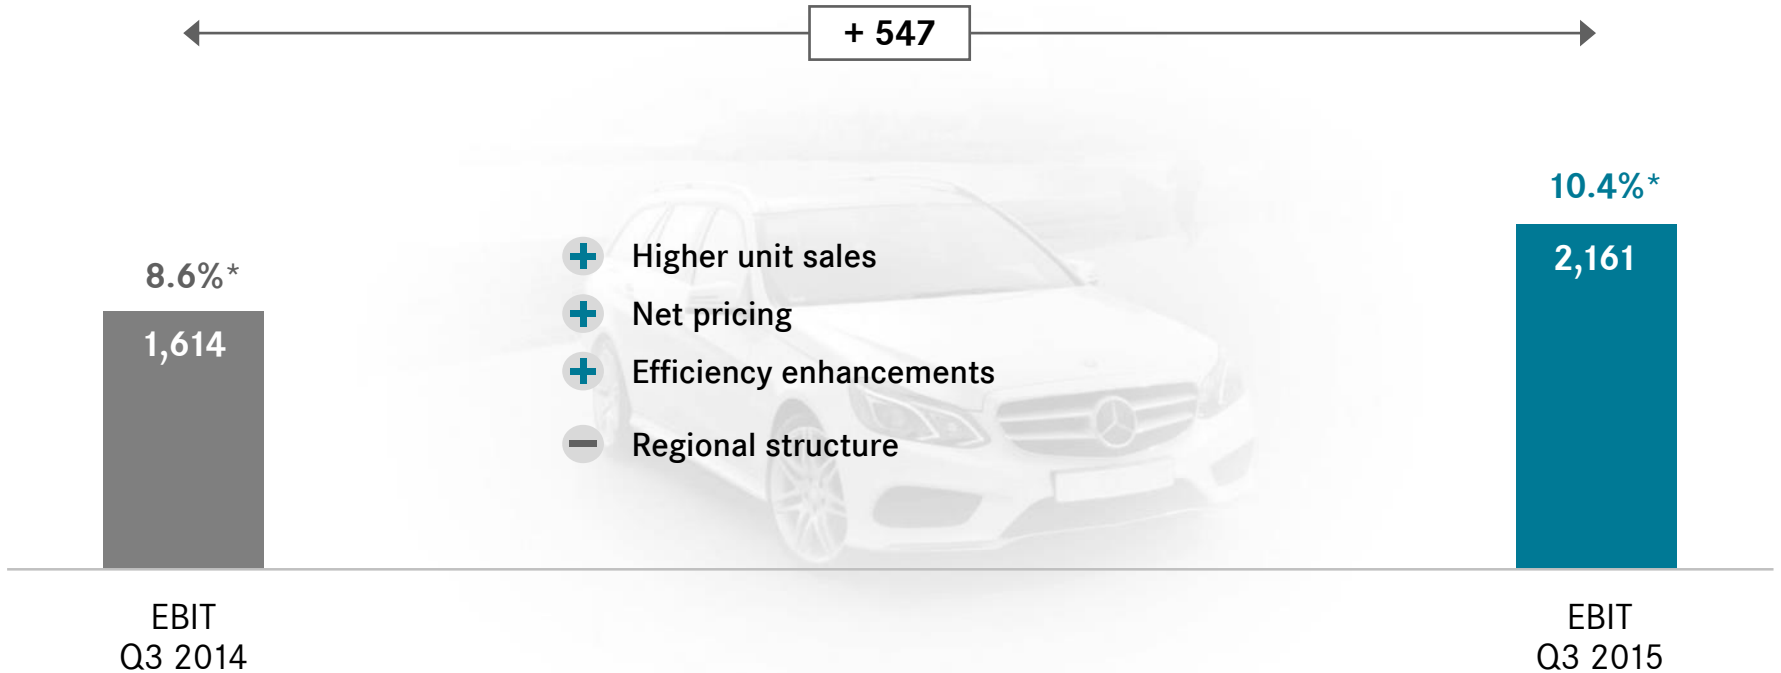 + 547
10.4%*
8.6%*
2,161
1,614
Higher unit sales
Net pricing
Efficiency enhancements
Regional structure
EBIT
Q3 2014
EBIT
Q3 2015